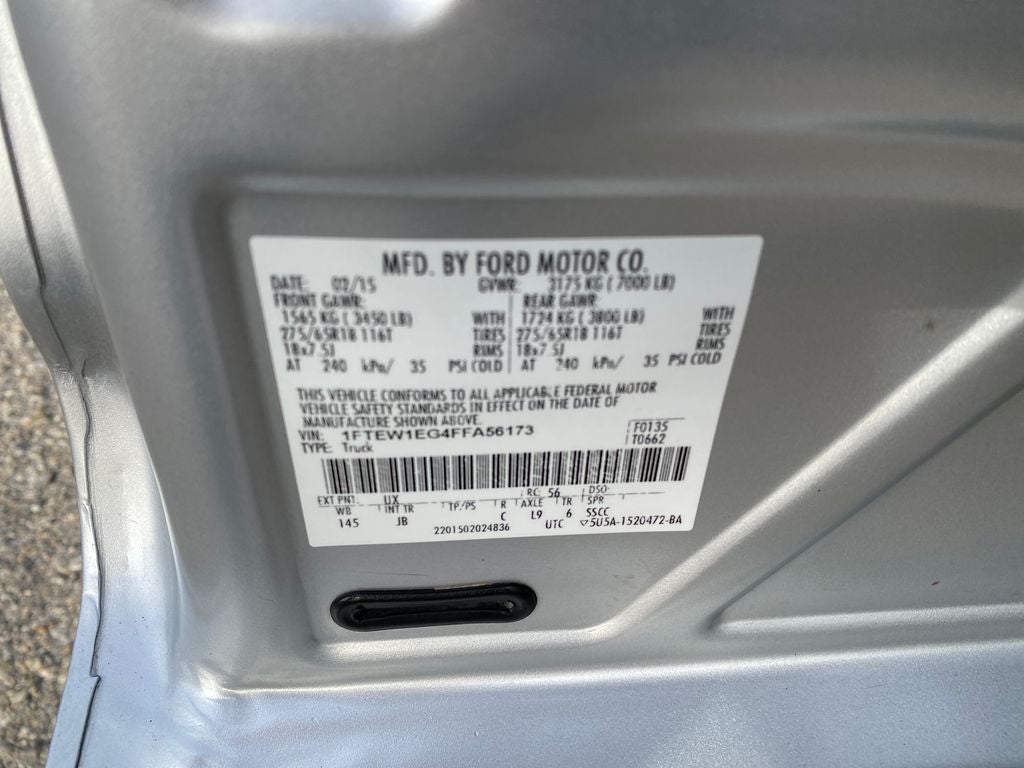 MFD. BY FORD MOTOR CO.
DATE: 02/15 GVWR: 3175 KG ( 7000 LB)
FRONT GAWR: REAR GAWR:
1565 KG ( 3450 LB) WITH 1724 KG ( 3800 LB) WITH
275/65R18 116T TIRES 275/65R18 116T TIRES
18x7.5J RIMS 18x7.5J RIMS
AT 240 kPa/ 35 PSI COLD AT 240 kPa/ 35 PSI COLD
THIS VEHICLE CONFORMS TO ALL APPLICABLE FEDERAL MOTOR
VEHICLE SAFETY STANDARDS IN EFFECT ON THE DATE OF
MANUFACTURE SHOWN ABOVE.
VIN: 1FTEW1EG4FFA56173 F0135
TYPE: Truck T0662
EXT PNT: UX RC: 56 DSO:
WB INT TR TP/PS R AXLE TR SPR
145 JB C L9 6 SSCC
2201502024836 UTC ▽5U5A-1520472-BA